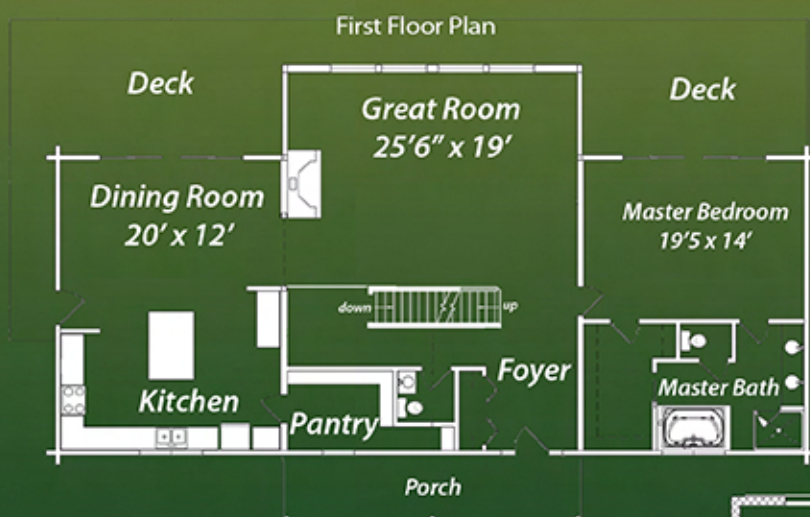 First Floor Plan
Deck
Great Room
25'6" x 19'
Deck
Dining Room
20' x 12'
Master Bedroom
19'5 x 14'
down
up
Kitchen
Pantry
Foyer
Master Bath
Porch